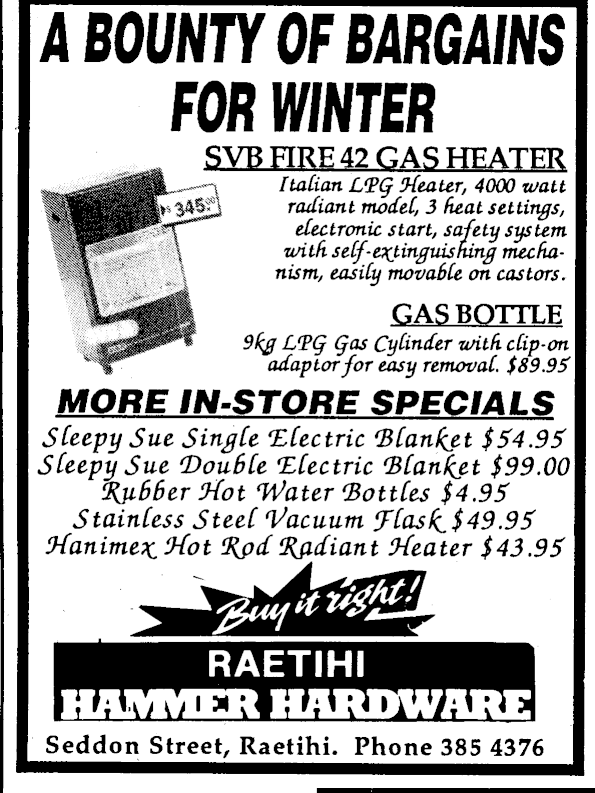 A BOUNTY OF BARGAINS
FOR WINTER
SVB FIRE 42 GAS HEATER
$345.00
Italian LPG Heater, 4000 watt
radiant model, 3 heat settings,
electronic start, safety system
with self-extinguishing mecha-
nism, easily movable on castors.
GAS BOTTLE
9kg LPG Gas Cylinder with clip-on
adaptor for easy removal. $89.95
MORE IN-STORE SPECIALS
Sleepy Sue Single Electric Blanket $54.95
Sleepy Sue Double Electric Blanket $99.00
Rubber Hot Water Bottles $4.95
Stainless Steel Vacuum Flask $49.95
Hanimex Hot Rod Radiant Heater $43.95
Buy it right!
RAETIHI
HAMMER HARDWARE
Seddon Street, Raetihi. Phone 385 4376